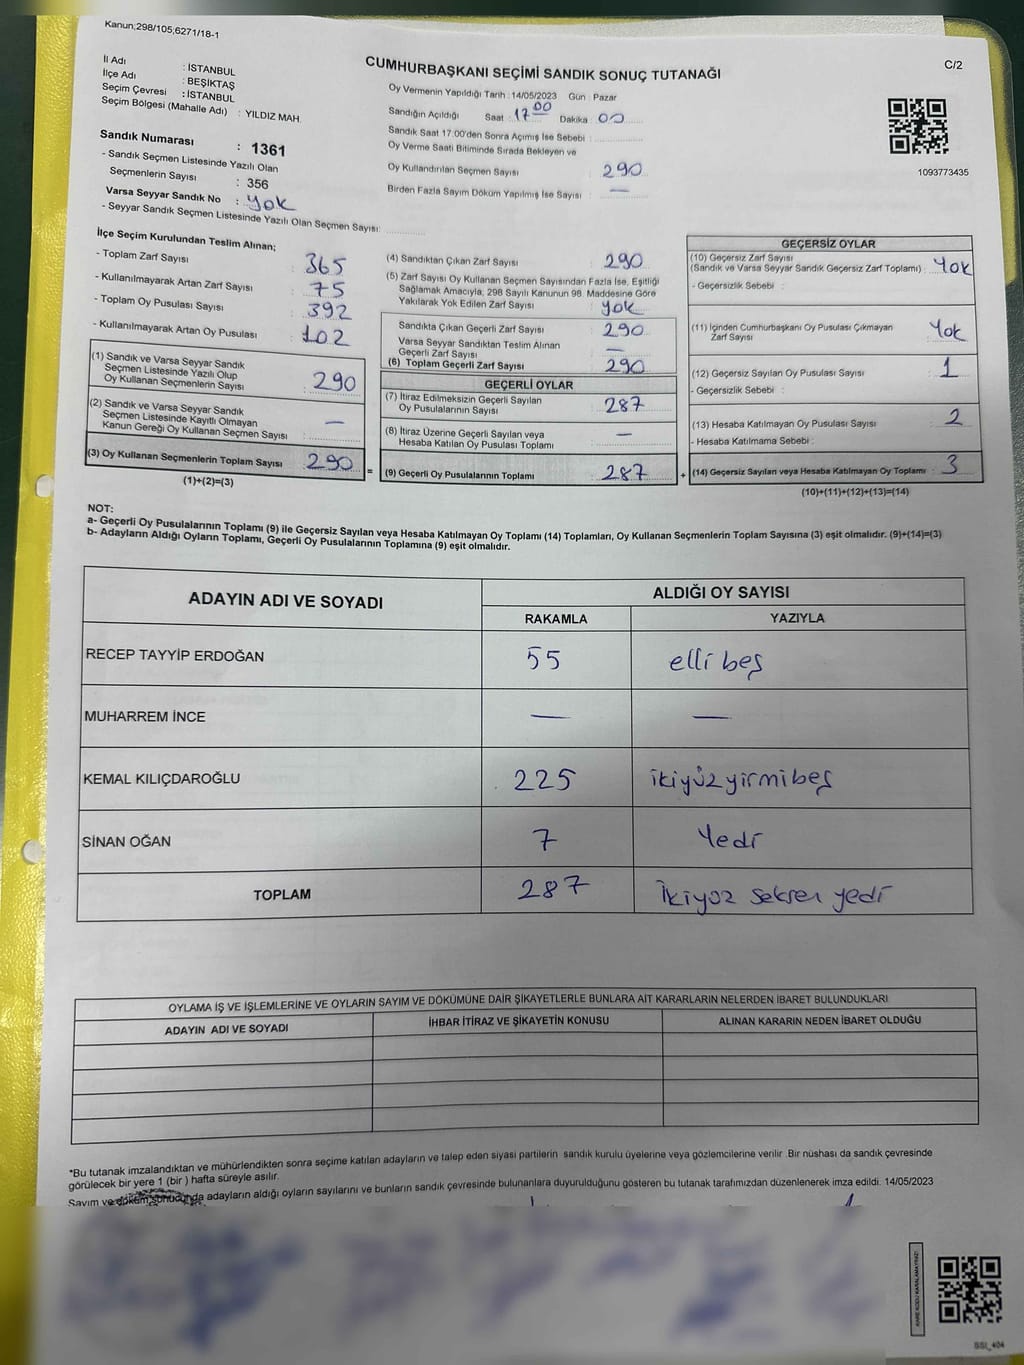 Kanun;298/105,6271/18-1
C/2
İl Adı : İSTANBUL
İlçe Adı : BEŞİKTAŞ
Seçim Çevresi : İSTANBUL
Seçim Bölgesi (Mahalle Adı) : YILDIZ MAH.
CUMHURBAŞKANI SEÇİMİ SANDIK SONUÇ TUTANAĞI
Oy Vermenin Yapıldığı Tarih : 14/05/2023 Gün : Pazar
Sandığın Açıldığı Saat : 17 00 Dakika : 00
Sandık Saat 17.00'den Sonra Açımış İse Sebebi :
Oy Verme Saati Bitiminde Sırada Bekleyen ve
Oy Kullandırılan Seçmen Sayısı : 290
Birden Fazla Sayım Döküm Yapılmış İse Sayısı : —
1093773435
Sandık Numarası : 1361
- Sandık Seçmen Listesinde Yazılı Olan
Seçmenlerin Sayısı : 356
Varsa Seyyar Sandık No : yok
- Seyyar Sandık Seçmen Listesinde Yazılı Olan Seçmen Sayısı:
İlçe Seçim Kurulundan Teslim Alınan;
- Toplam Zarf Sayısı : 365
- Kullanılmayarak Artan Zarf Sayısı : 75
- Toplam Oy Pusulası Sayısı : 392
- Kullanılmayarak Artan Oy Pusulası : 102
(1) Sandık ve Varsa Seyyar Sandık
Seçmen Listesinde Yazılı Olup
Oy Kullanan Seçmenlerin Sayısı : 290
(2) Sandık ve Varsa Seyyar Sandık
Seçmen Listesinde Kayıtlı Olmayan
Kanun Gereği Oy Kullanan Seçmen Sayısı : —
(3) Oy Kullanan Seçmenlerin Toplam Sayısı : 290
(1)+(2)=(3)
(4) Sandıktan Çıkan Zarf Sayısı : 290
(5) Zarf Sayısı Oy Kullanan Seçmen Sayısından Fazla İse, Eşitliği
Sağlamak Amacıyla, 298 Sayılı Kanunun 98. Maddesine Göre
Yakılarak Yok Edilen Zarf Sayısı : yok
Sandıkta Çıkan Geçerli Zarf Sayısı : 290
Varsa Seyyar Sandıktan Teslim Alınan
Geçerli Zarf Sayısı : —
(6) Toplam Geçerli Zarf Sayısı : 290
GEÇERLİ OYLAR
(7) İtiraz Edilmeksizin Geçerli Sayılan
Oy Pusulalarının Sayısı : 287
(8) İtiraz Üzerine Geçerli Sayılan veya
Hesaba Katılan Oy Pusulası Toplamı : —
= (9) Geçerli Oy Pusulalarının Toplamı : 287 +
GEÇERSİZ OYLAR
(10) Geçersiz Zarf Sayısı
(Sandık ve Varsa Seyyar Sandık Geçersiz Zarf Toplamı) : Yok
- Geçersizlik Sebebi :
(11) İçinden Cumhurbaşkanı Oy Pusulası Çıkmayan
Zarf Sayısı : Yok
(12) Geçersiz Sayılan Oy Pusulası Sayısı : 1
- Geçersizlik Sebebi :
(13) Hesaba Katılmayan Oy Pusulası Sayısı : 2
- Hesaba Katılmama Sebebi :
(14) Geçersiz Sayılan veya Hesaba Katılmayan Oy Toplamı : 3
(10)+(11)+(12)+(13)=(14)
NOT:
a- Geçerli Oy Pusulalarının Toplamı (9) ile Geçersiz Sayılan veya Hesaba Katılmayan Oy Toplamı (14) Toplamları, Oy Kullanan Seçmenlerin Toplam Sayısına (3) eşit olmalıdır. (9)+(14)=(3)
b- Adayların Aldığı Oyların Toplamı, Geçerli Oy Pusulalarının Toplamına (9) eşit olmalıdır.
ADAYIN ADI VE SOYADI ALDIĞI OY SAYISI
RAKAMLA YAZIYLA
RECEP TAYYİP ERDOĞAN 55 elli beş
MUHARREM İNCE — —
KEMAL KILIÇDAROĞLU 225 ikiyüzyirmibeş
SİNAN OĞAN 7 Yedi
TOPLAM 287 İkiyüz seksen yedi
OYLAMA İŞ VE İŞLEMLERİNE VE OYLARIN SAYIM VE DÖKÜMÜNE DAİR ŞİKAYETLERLE BUNLARA AİT KARARLARIN NELERDEN İBARET BULUNDUKLARI
ADAYIN ADI VE SOYADI İHBAR İTİRAZ VE ŞİKAYETİN KONUSU ALINAN KARARIN NEDEN İBARET OLDUĞU
*Bu tutanak imzalandıktan ve mühürlendikten sonra seçime katılan adayların ve talep eden siyasi partilerin sandık kurulu üyelerine veya gözlemcilerine verilir. Bir nüshası da sandık çevresinde
görülecek bir yere 1 (bir) hafta süreyle asılır.
Sayım ve döküm sonucunda adayların aldığı oyların sayılarını ve bunların sandık çevresinde bulunanlara duyurulduğunu gösteren bu tutanak tarafımızdan düzenlenerek imza edildi. 14/05/2023
KARE KODU KARALAMAYINIZ!
SSI_404